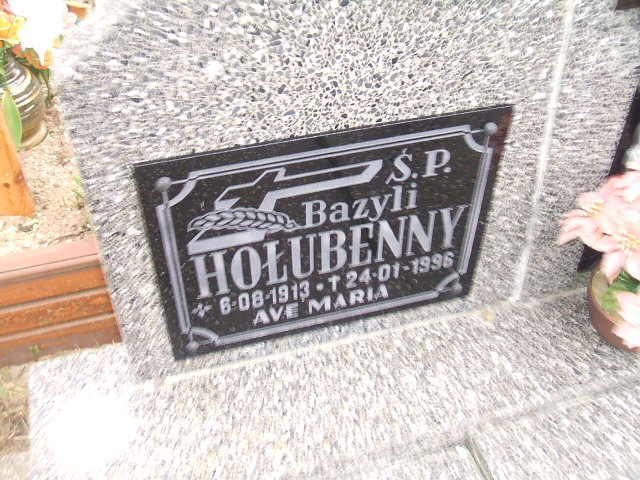 Ś.P.
Bazyli
HOŁUBENNY
6-08-1913 · † 24-01-1996
AVE MARIA